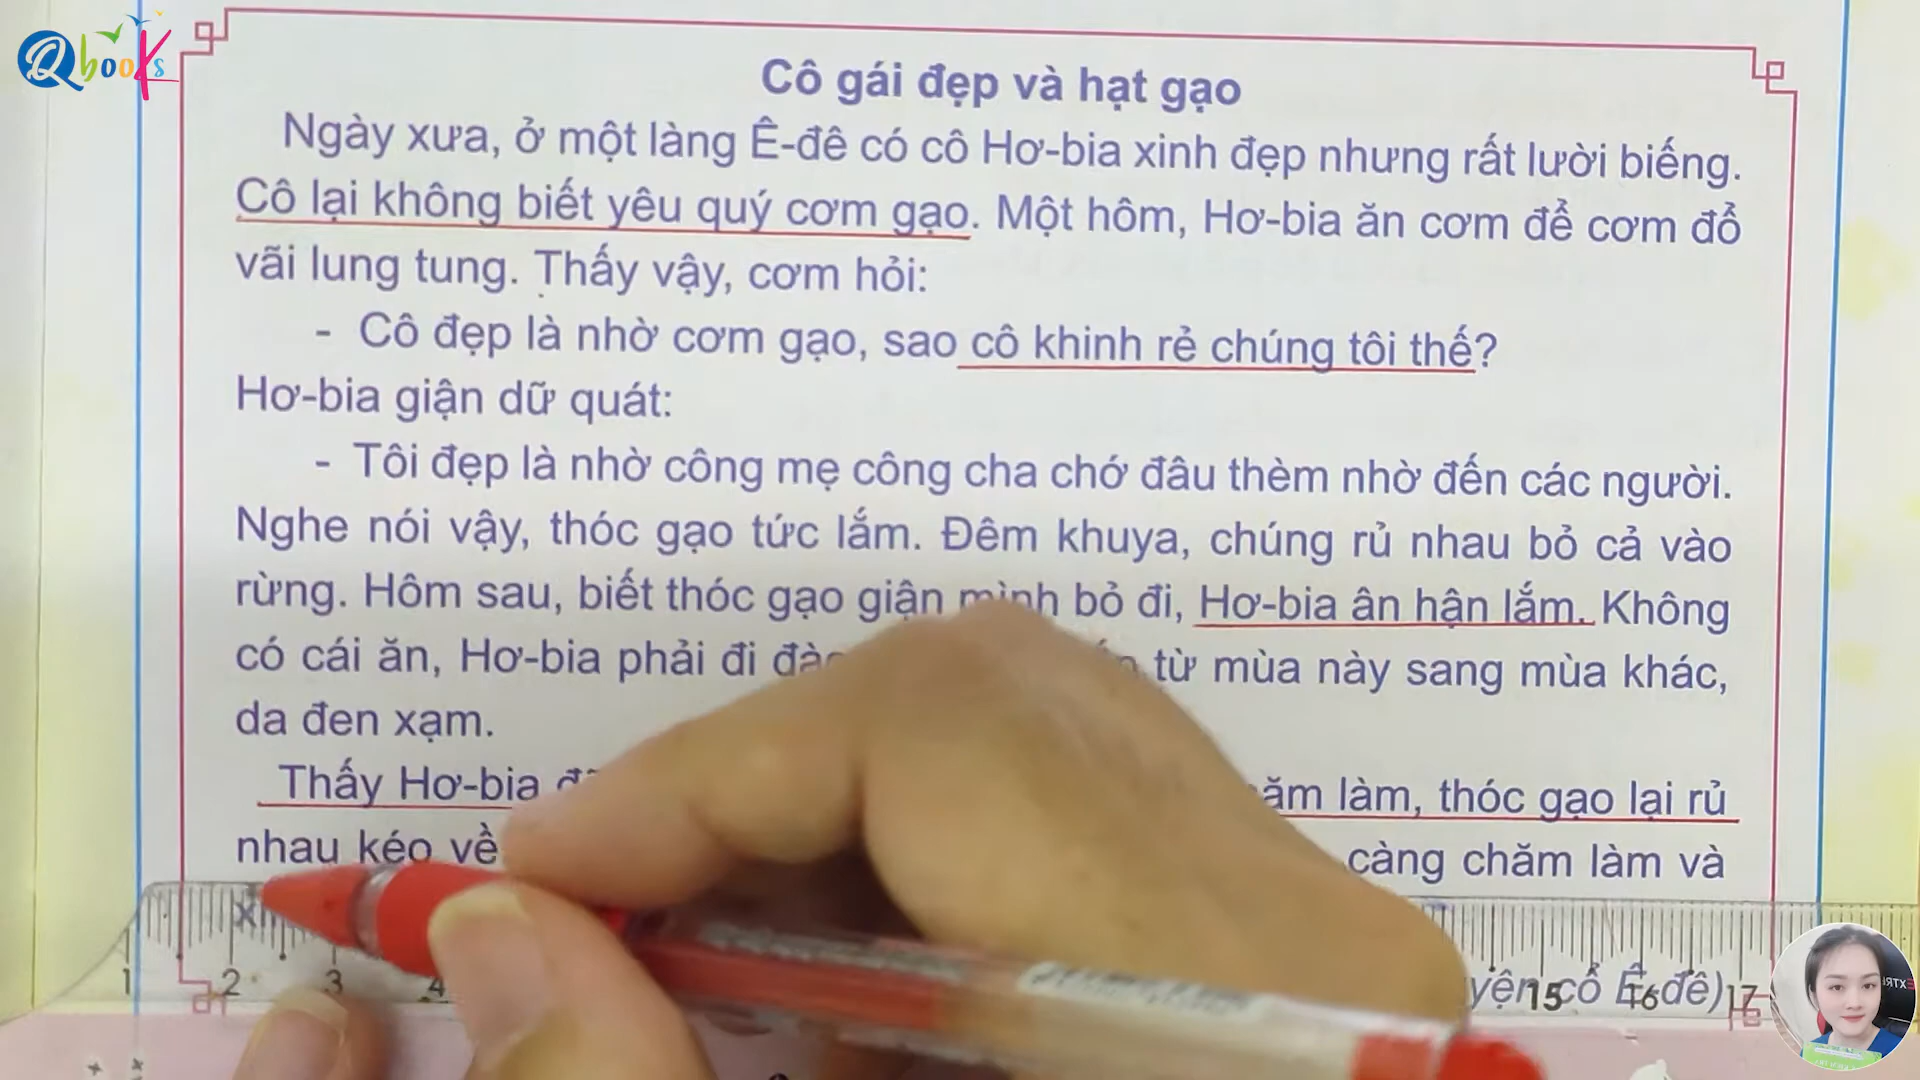 Qbooks
Cô gái đẹp và hạt gạo
Ngày xưa, ở một làng Ê-đê có cô Hơ-bia xinh đẹp nhưng rất lười biếng.
Cô lại không biết yêu quý cơm gạo. Một hôm, Hơ-bia ăn cơm để cơm đổ
vãi lung tung. Thấy vậy, cơm hỏi:
- Cô đẹp là nhờ cơm gạo, sao cô khinh rẻ chúng tôi thế?
Hơ-bia giận dữ quát:
- Tôi đẹp là nhờ công mẹ công cha chớ đâu thèm nhờ đến các người.
Nghe nói vậy, thóc gạo tức lắm. Đêm khuya, chúng rủ nhau bỏ cả vào
rừng. Hôm sau, biết thóc gạo giận mình bỏ đi, Hơ-bia ân hận lắm. Không
có cái ăn, Hơ-bia phải đi từ mùa này sang mùa khác,
da đen xạm.
Thấy Hơ-bia làm, thóc gạo lại rủ
nhau kéo về càng chăm làm và
cổ Ê-đê)
1 2 3 4 15 16 17